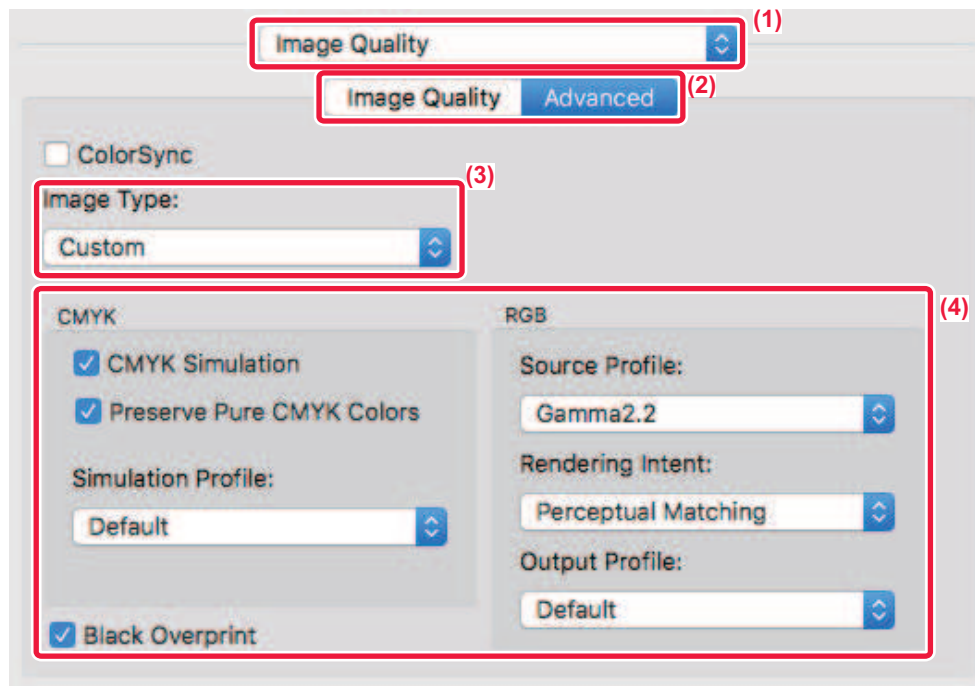 (1)
Image Quality
(2)
Image Quality Advanced
ColorSync
(3)
Image Type:
Custom
(4)
CMYK
CMYK Simulation
Preserve Pure CMYK Colors
Simulation Profile:
Default
Black Overprint
RGB
Source Profile:
Gamma2.2
Rendering Intent:
Perceptual Matching
Output Profile:
Default